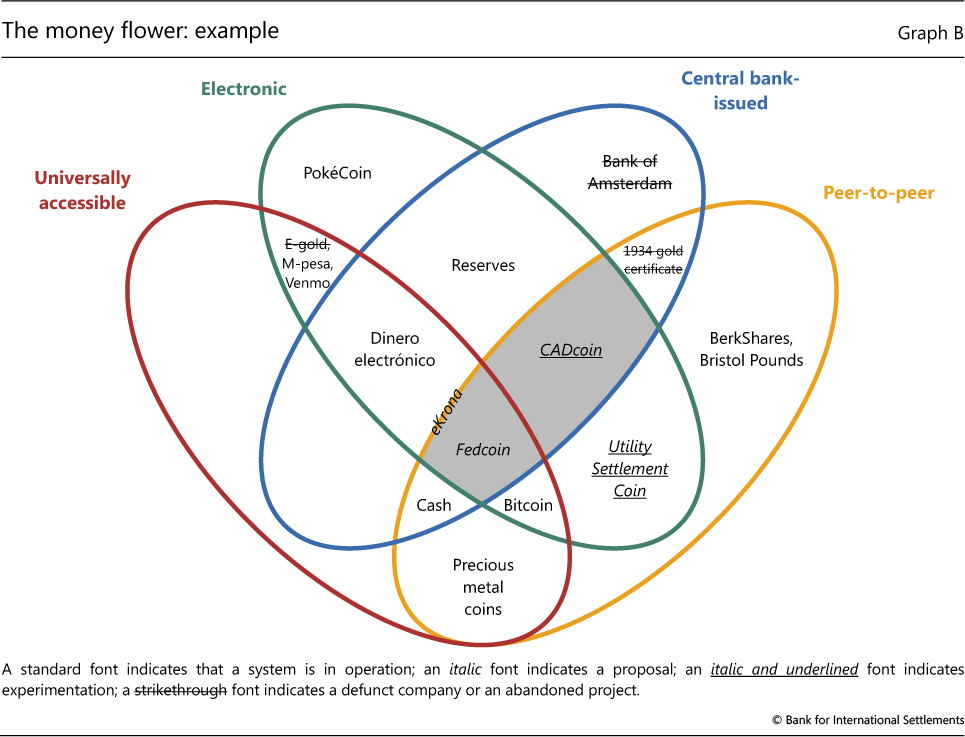 The money flower: example
Graph B
Electronic
Central bank-
issued
Universally
accessible
Peer-to-peer
PokéCoin
Bank of
Amsterdam
E-gold,
M-pesa,
Venmo
Reserves
1934 gold
certificate
Dinero
electrónico
CADcoin
BerkShares,
Bristol Pounds
eKrona
Fedcoin
Utility
Settlement
Coin
Cash
Bitcoin
Precious
metal
coins
A standard font indicates that a system is in operation; an italic font indicates a proposal; an italic and underlined font indicates
experimentation; a strikethrough font indicates a defunct company or an abandoned project.
© Bank for International Settlements